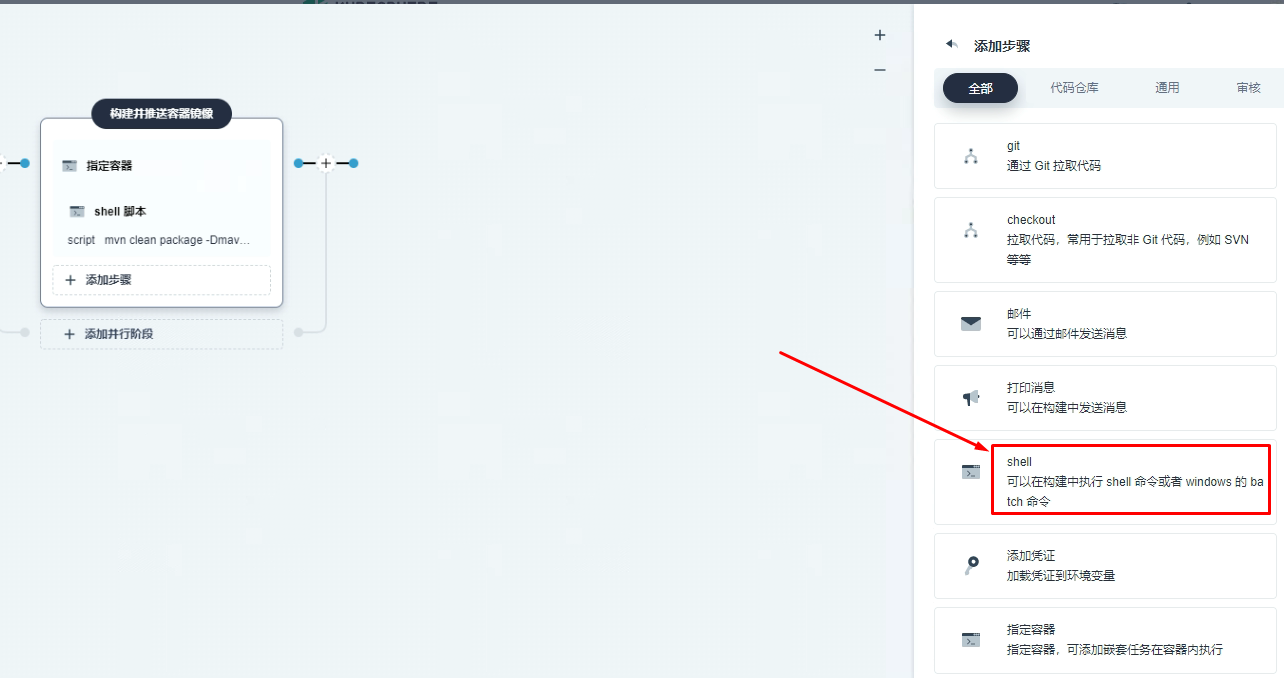 添加步骤
全部
代码仓库
通用
审核
构建并推送容器镜像
指定容器
shell 脚本
script mvn clean package -Dmav...
添加步骤
添加并行阶段
git
通过 Git 拉取代码
checkout
拉取代码，常用于拉取非 Git 代码，例如 SVN
等等
邮件
可以通过邮件发送消息
打印消息
可以在构建中发送消息
shell
可以在构建中执行 shell 命令或者 windows 的 ba
tch 命令
添加凭证
加载凭证到环境变量
指定容器
指定容器，可添加嵌套任务在容器内执行